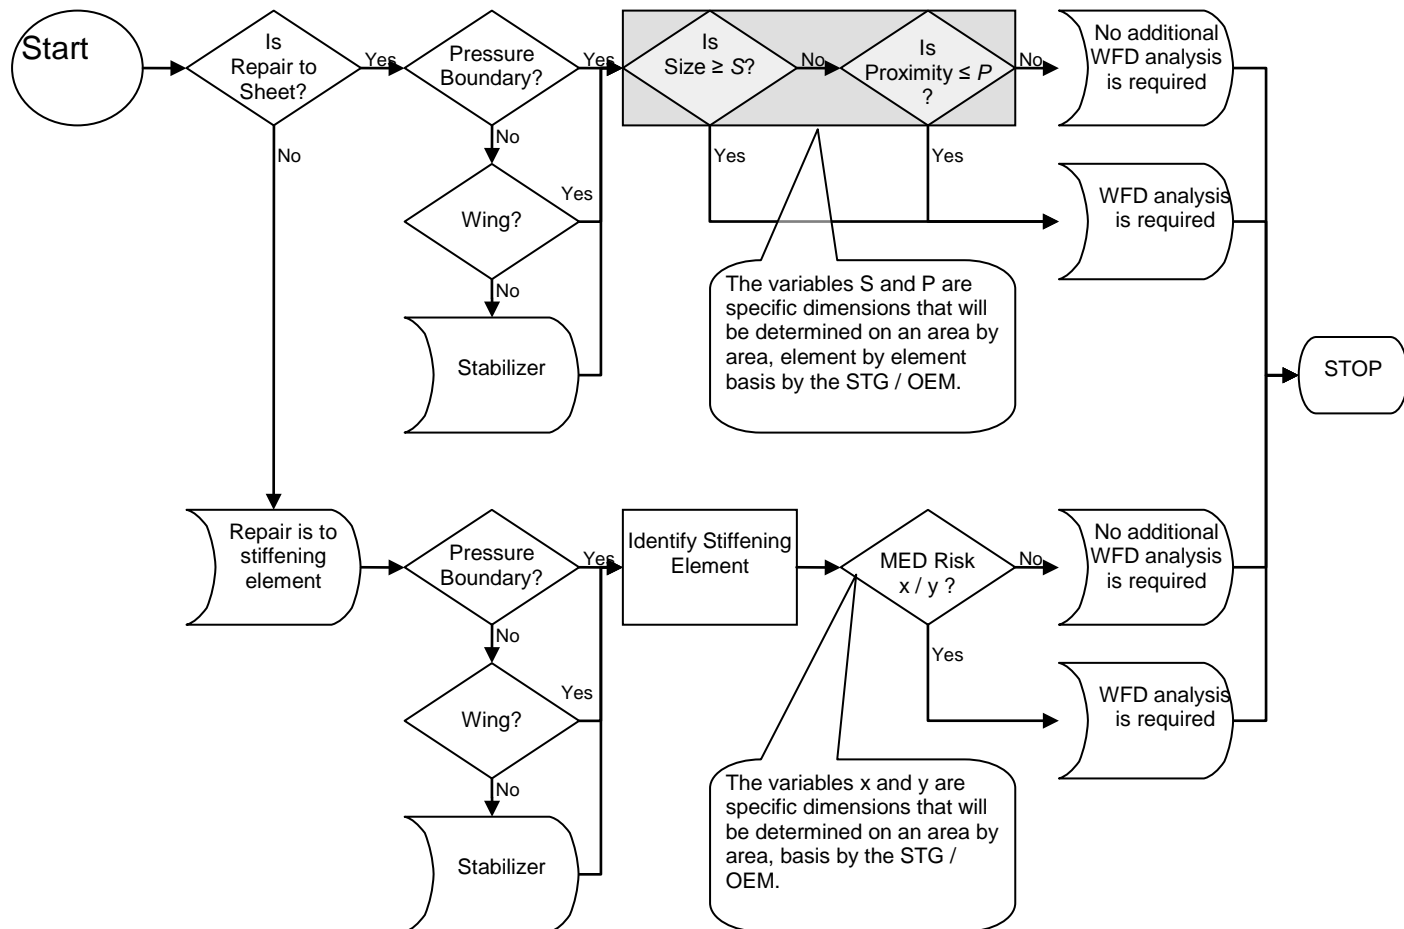 Start
Is
Repair to
Sheet?
Yes
No
Pressure
Boundary?
Yes
No
Wing?
Yes
No
Stabilizer
Is
Size ≥ S?
No
Yes
Is
Proximity ≤ P
?
No
Yes
No additional
WFD analysis
is required
WFD analysis
is required
The variables S and P are
specific dimensions that will
be determined on an area by
area, element by element
basis by the STG / OEM.
STOP
Repair is to
stiffening
element
Pressure
Boundary?
Yes
No
Wing?
Yes
No
Stabilizer
Identify Stiffening
Element
MED Risk
x / y ?
No
Yes
No additional
WFD analysis
is required
WFD analysis
is required
The variables x and y are
specific dimensions that will
be determined on an area by
area, basis by the STG /
OEM.